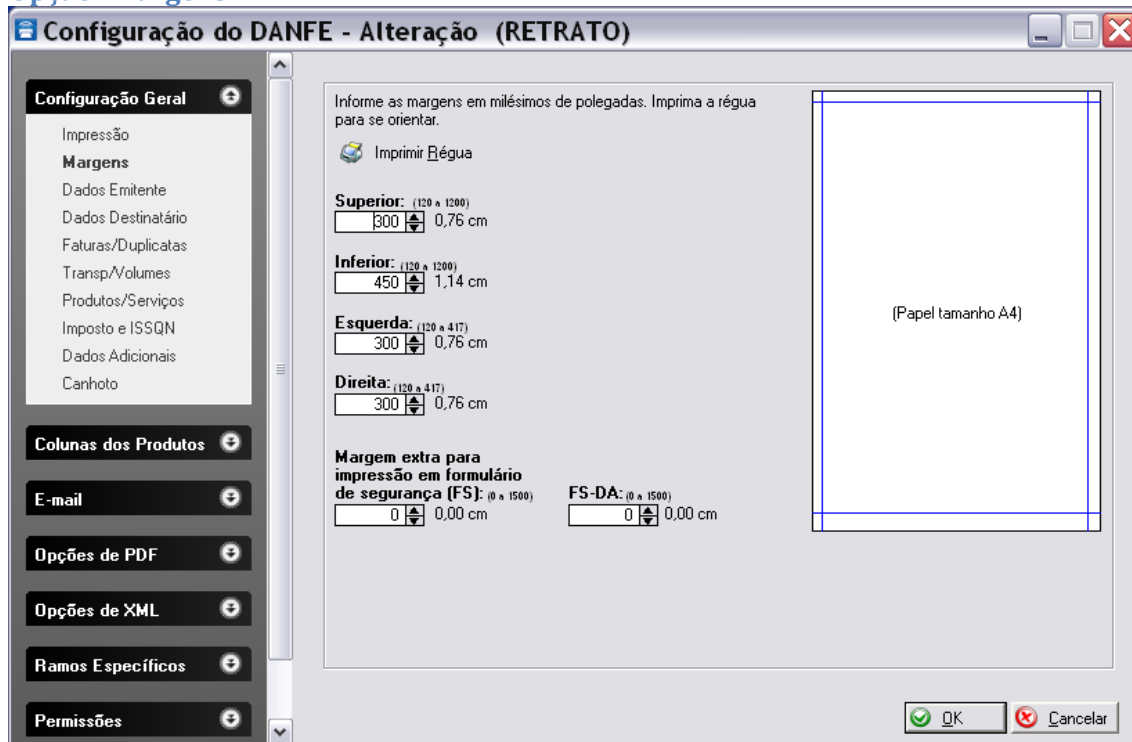 Configuração do DANFE - Alteração (RETRATO)
Configuração Geral
Impressão
Margens
Dados Emitente
Dados Destinatário
Faturas/Duplicatas
Transp/Volumes
Produtos/Serviços
Imposto e ISSQN
Dados Adicionais
Canhoto
Colunas dos Produtos
E-mail
Opções de PDF
Opções de XML
Ramos Específicos
Permissões
Informe as margens em milésimos de polegadas. Imprima a régua
para se orientar.
Imprimir Régua
Superior: (120 a 1200)
300 0,76 cm
Inferior: (120 a 1200)
450 1,14 cm
Esquerda: (120 a 417)
300 0,76 cm
Direita: (120 a 417)
300 0,76 cm
Margem extra para
impressão em formulário
de segurança (FS): (0 a 1500) FS-DA: (0 a 1500)
0 0,00 cm 0 0,00 cm
(Papel tamanho A4)
OK Cancelar